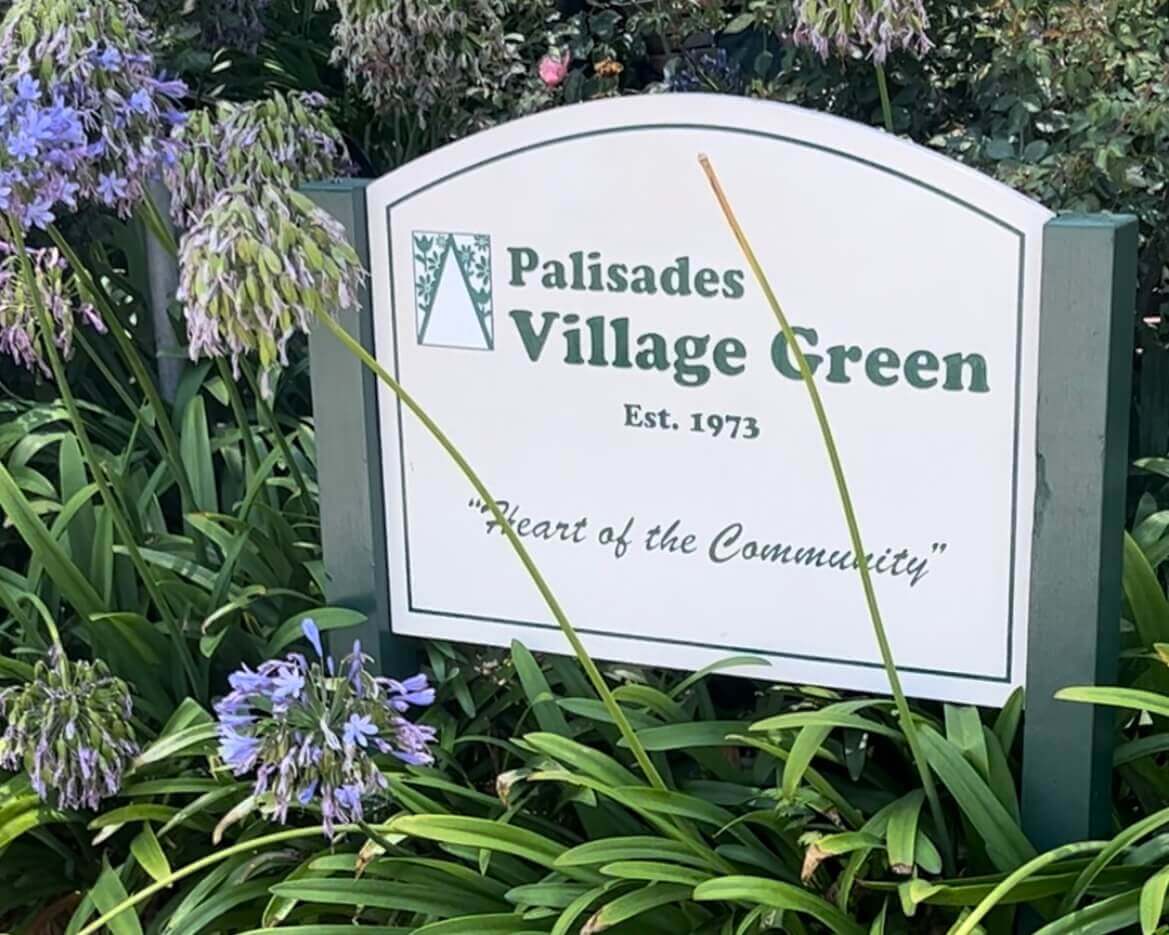 Palisades
Village Green
Est. 1973
"Heart of the Community"